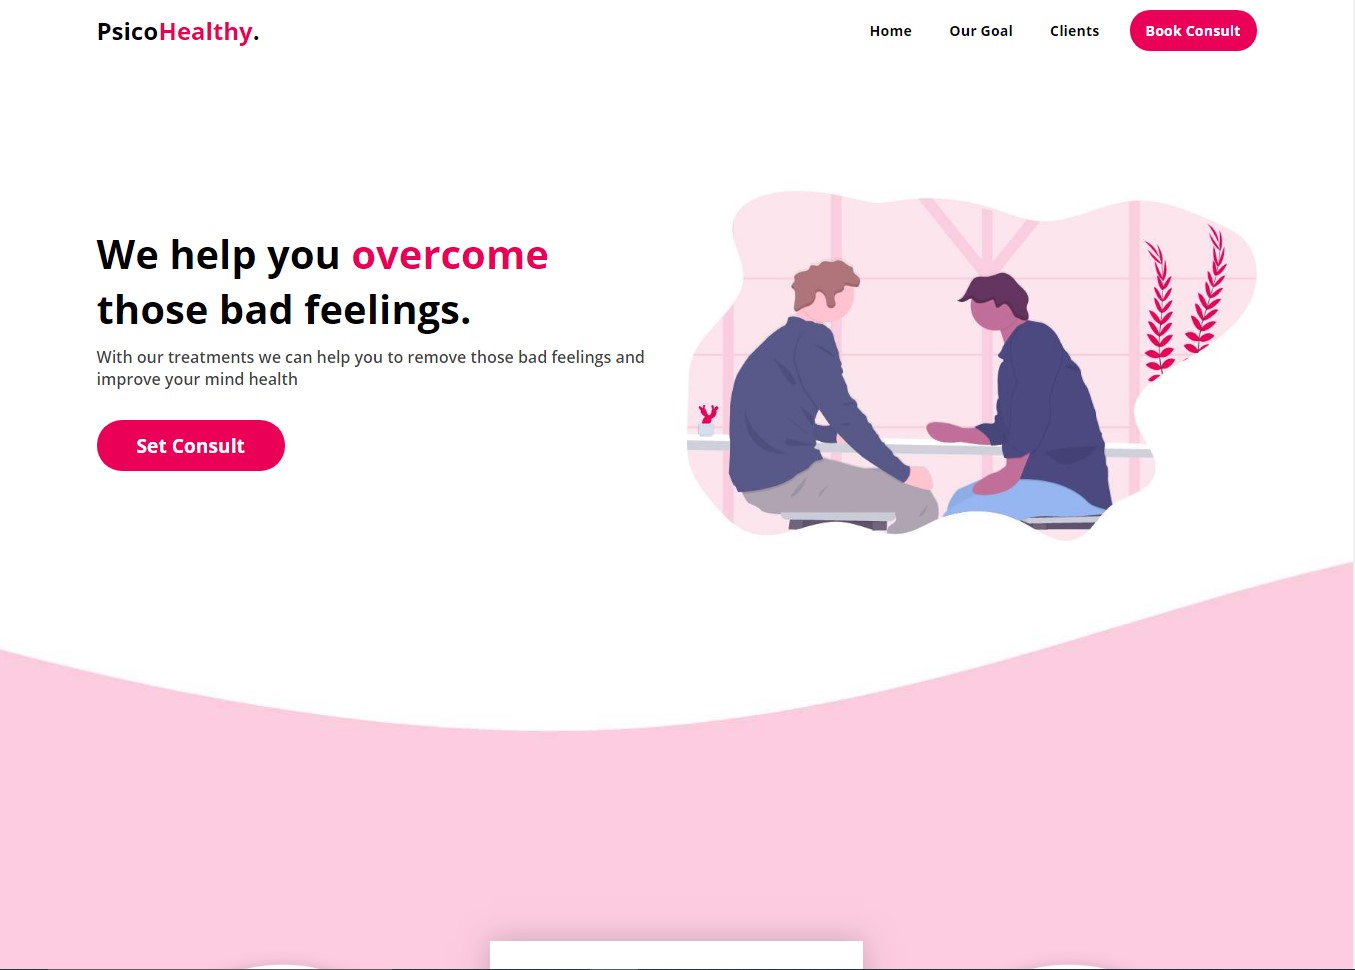 PsicoHealthy.
Home
Our Goal
Clients
Book Consult
We help you overcome
those bad feelings.
With our treatments we can help you to remove those bad feelings and
improve your mind health
Set Consult